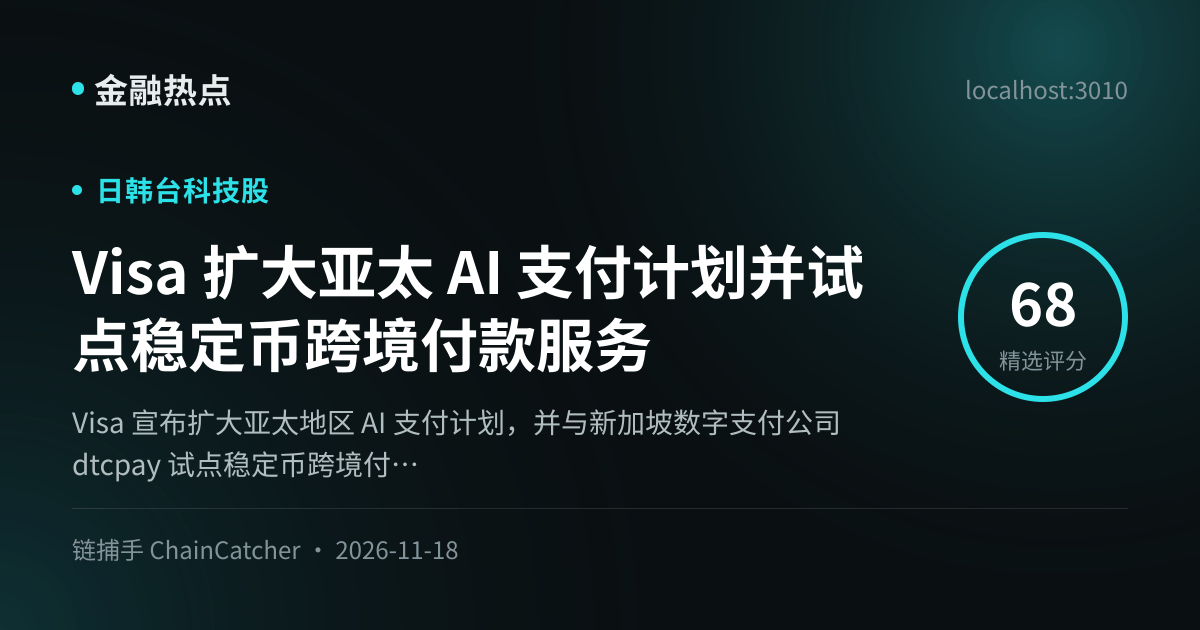 金融热点
localhost:3010
日韩台科技股
Visa 扩大亚太 AI 支付计划并试
点稳定币跨境付款服务
68
精选评分
Visa 宣布扩大亚太地区 AI 支付计划，并与新加坡数字支付公司
dtcpay 试点稳定币跨境付…
链捕手 ChainCatcher · 2026-11-18